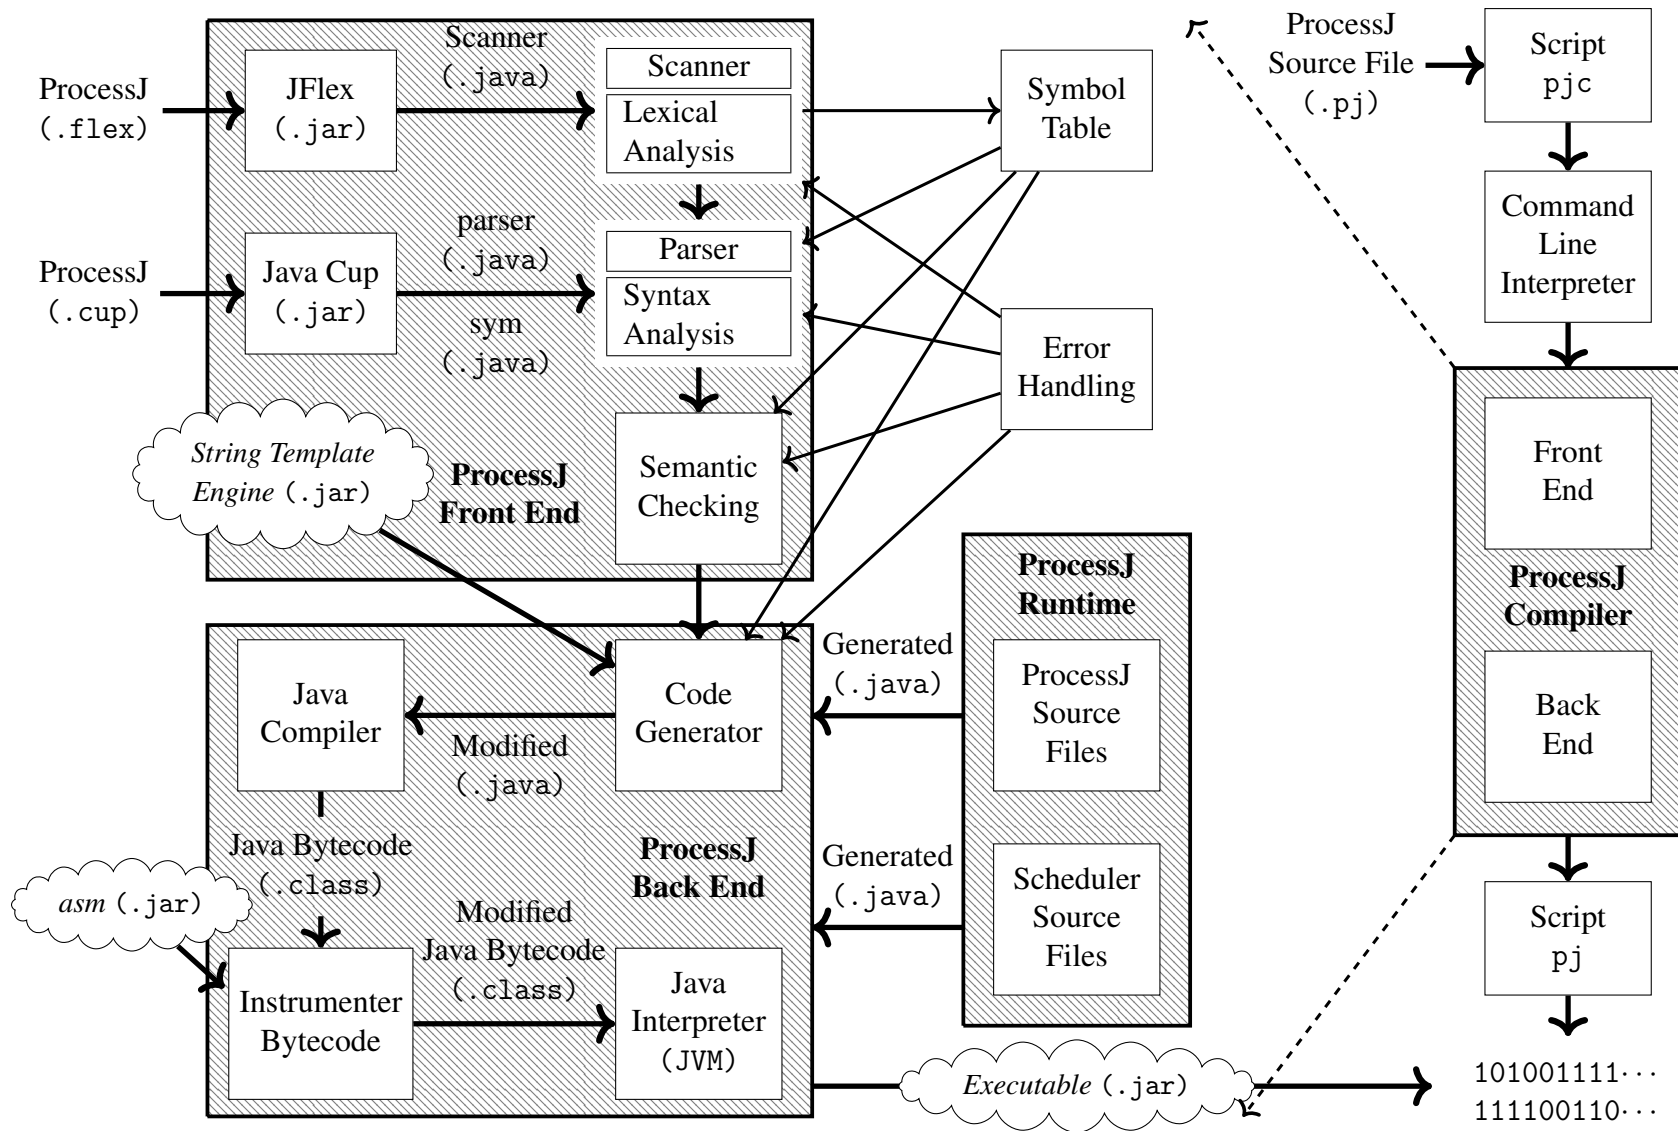 ProcessJ
(.flex)
JFlex
(.jar)
Scanner
(.java)
Scanner
Lexical
Analysis
Symbol
Table
ProcessJ
Source File
(.pj)
Script
pjc
ProcessJ
(.cup)
Java Cup
(.jar)
parser
(.java)
sym
(.java)
Parser
Syntax
Analysis
Error
Handling
Command
Line
Interpreter
String Template
Engine (.jar)
ProcessJ
Front End
Semantic
Checking
Front
End
ProcessJ
Compiler
Back
End
ProcessJ
Runtime
ProcessJ
Source
Files
Scheduler
Source
Files
Generated
(.java)
Generated
(.java)
Java
Compiler
Modified
(.java)
Code
Generator
Java Bytecode
(.class)
ProcessJ
Back End
asm (.jar)
Modified
Java Bytecode
(.class)
Instrumenter
Bytecode
Java
Interpreter
(JVM)
Script
pj
Executable (.jar)
101001111···
111100110···